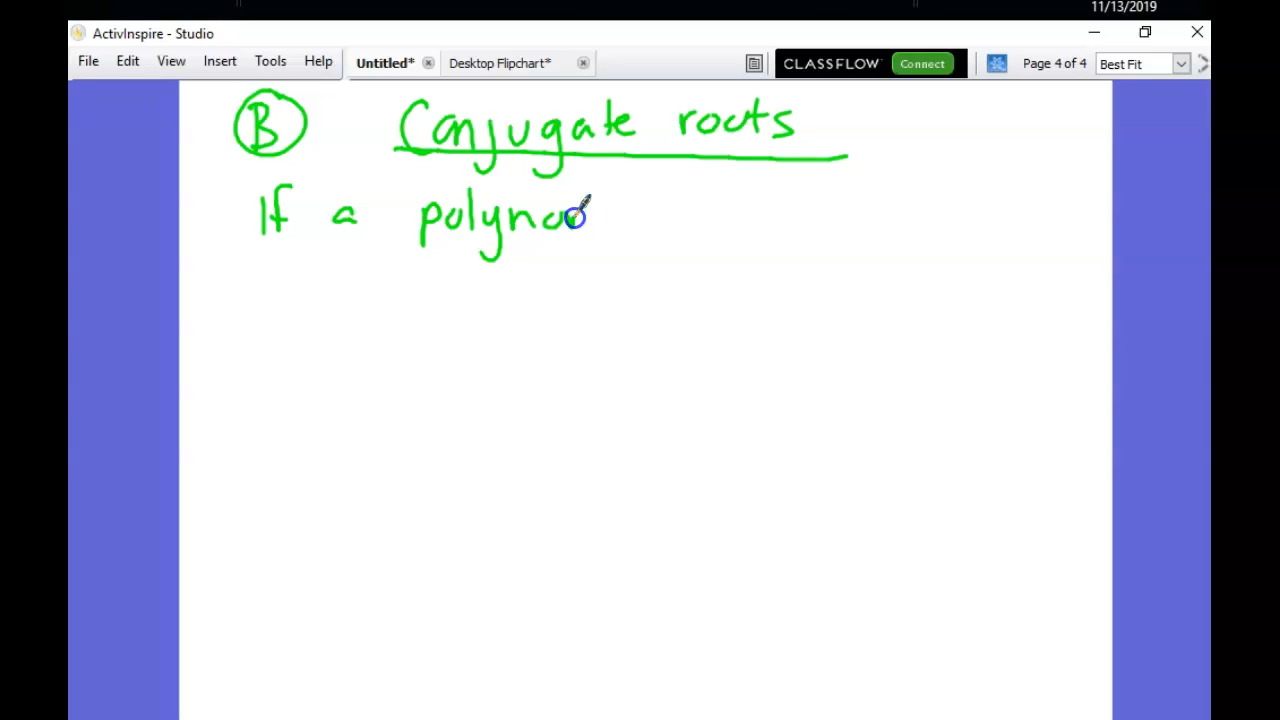 11/13/2019
ActivInspire - Studio
File Edit View Insert Tools Help Untitled* Desktop Flipchart* CLASSFLOW Connect Page 4 of 4 Best Fit
B Conjugate roots
If a polyno